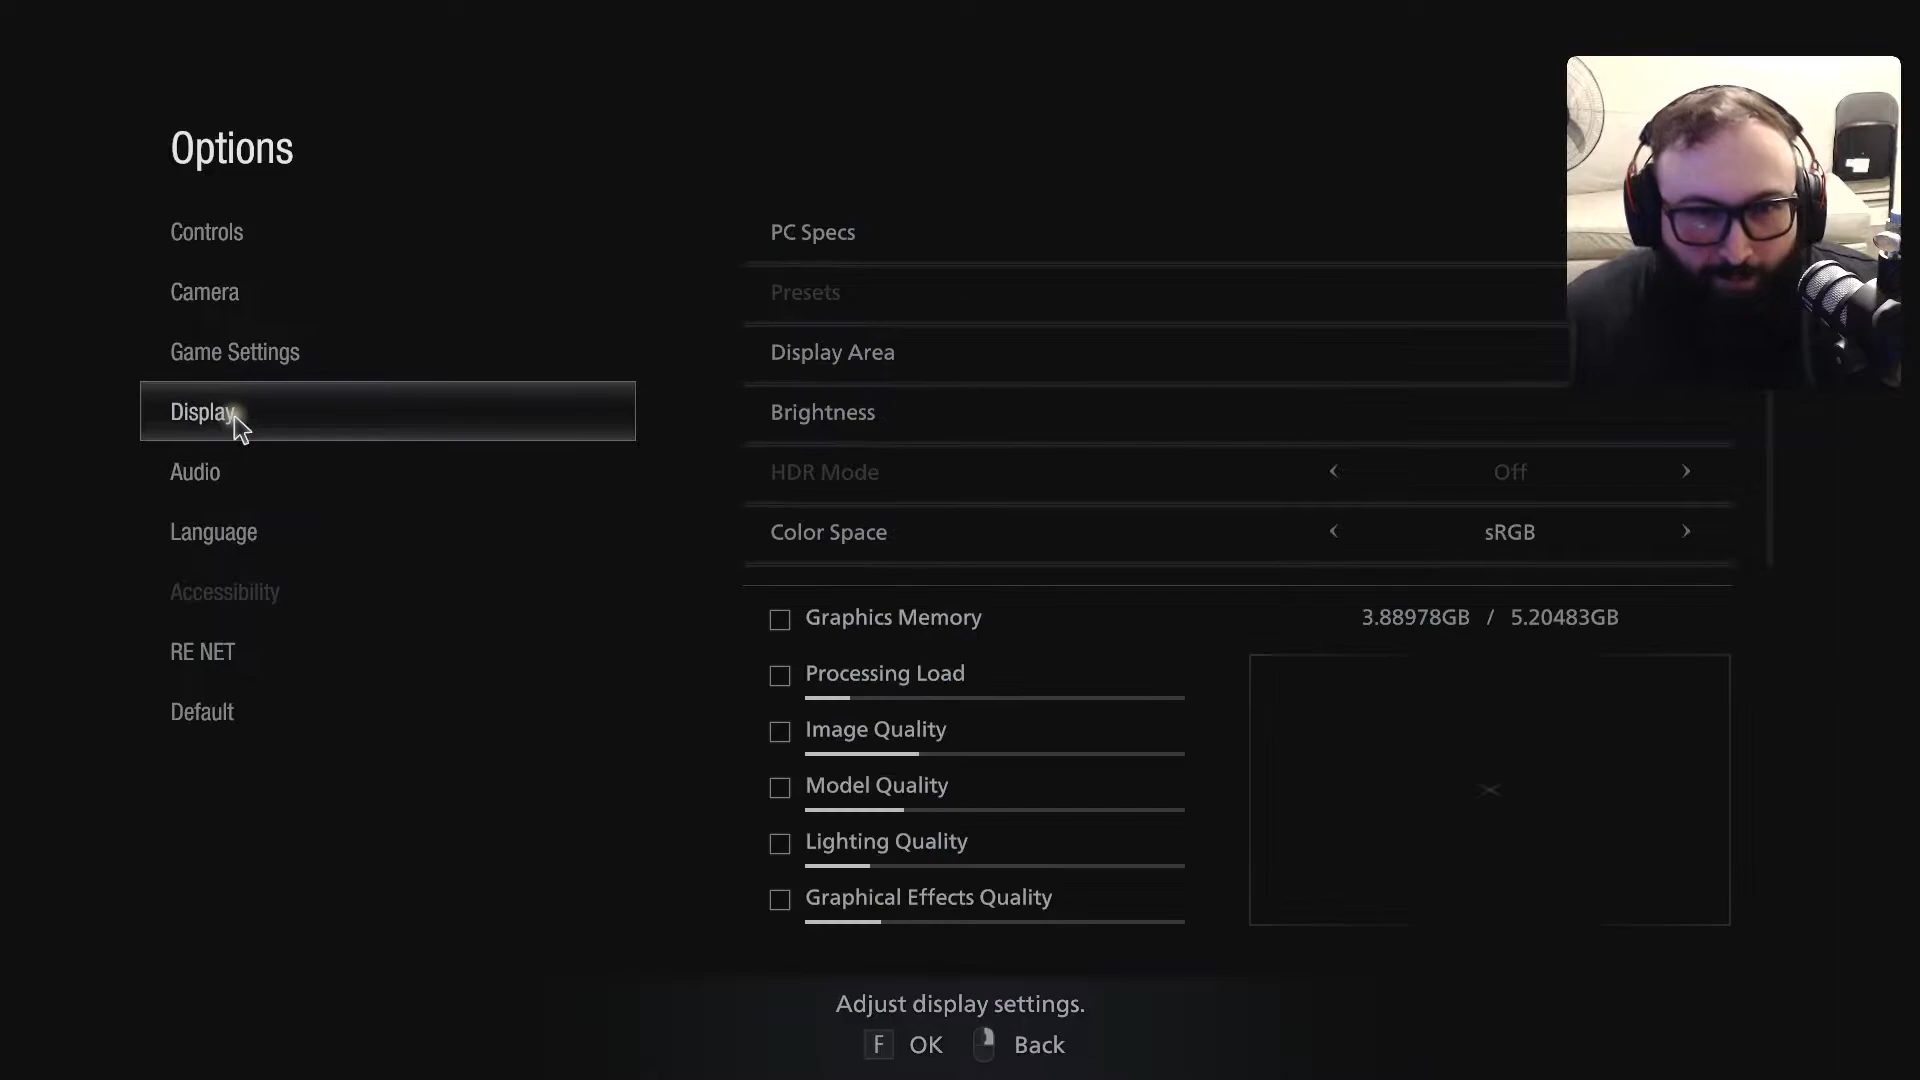 Options
Controls
Camera
Game Settings
Display
Audio
Language
Accessibility
RE NET
Default
PC Specs
Presets
Display Area
Brightness
HDR Mode < Off >
Color Space < sRGB >
Graphics Memory 3.88978GB / 5.20483GB
Processing Load
Image Quality
Model Quality
Lighting Quality
Graphical Effects Quality
Adjust display settings.
F OK Back